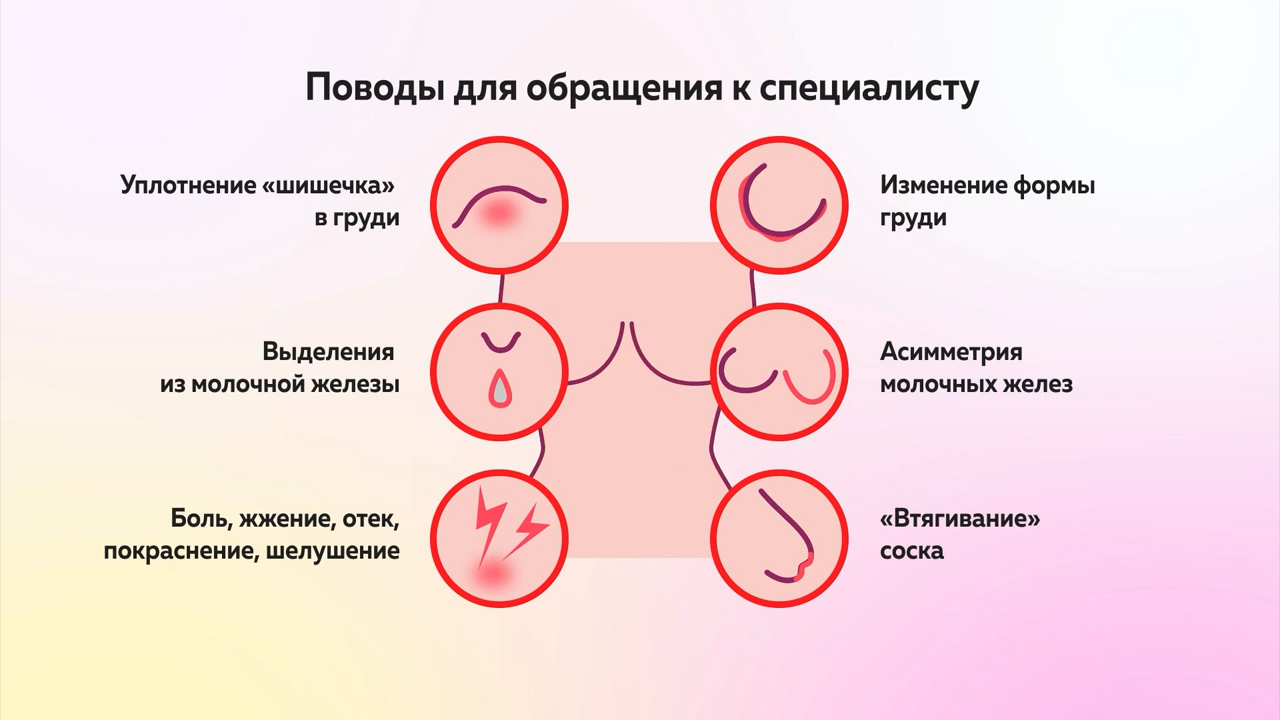 Поводы для обращения к специалисту
Уплотнение «шишечка»
в груди
Выделения
из молочной железы
Боль, жжение, отек,
покраснение, шелушение
Изменение формы
груди
Асимметрия
молочных желез
«Втягивание»
соска